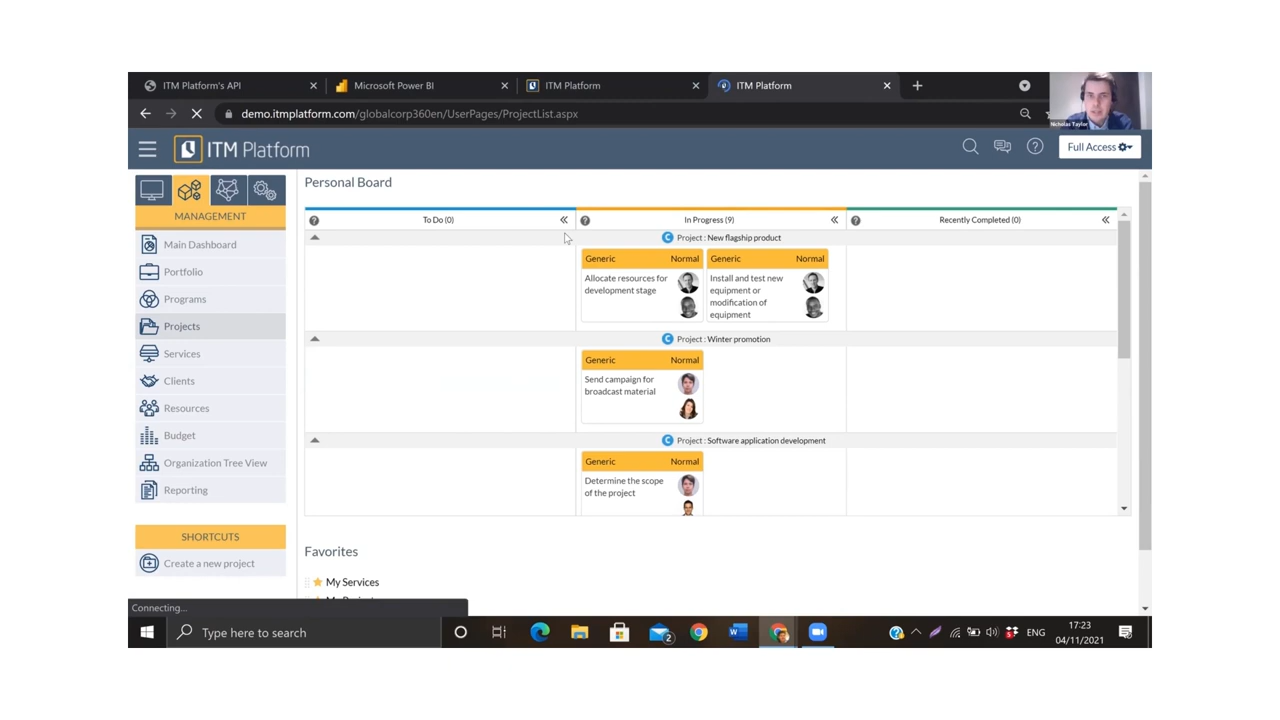 ITM Platform's API
Microsoft Power BI
ITM Platform
ITM Platform
demo.itmplatform.com/globalcorp360en/UserPages/ProjectList.aspx
Nicholas Taylor
ITM Platform
Full Access
MANAGEMENT
Main Dashboard
Portfolio
Programs
Projects
Services
Clients
Resources
Budget
Organization Tree View
Reporting
SHORTCUTS
Create a new project
Personal Board
To Do (0)
In Progress (9)
Recently Completed (0)
C Project : New flagship product
Generic Normal
Allocate resources for
development stage
Generic Normal
Install and test new
equipment or
modification of
equipment
C Project : Winter promotion
Generic Normal
Send campaign for
broadcast material
C Project : Software application development
Generic Normal
Determine the scope
of the project
Favorites
My Services
Connecting...
Type here to search
2
ENG
17:23
04/11/2021